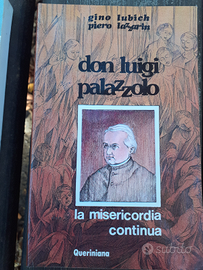 gino lubich
piero lazzarin
don luigi
palazzolo
la misericordia
continua
Queriniana
subito